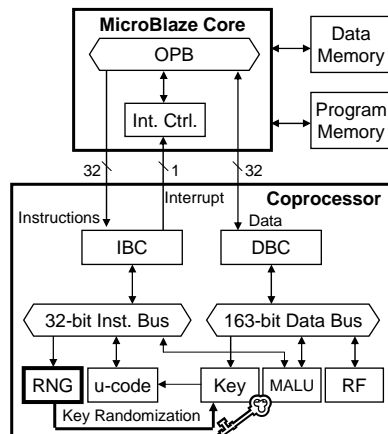 MicroBlaze Core
OPB
Int. Ctrl.
Data
Memory
Program
Memory
32
1
32
Interrupt
Coprocessor
Instructions
Data
IBC
DBC
32-bit Inst. Bus
163-bit Data Bus
RNG
u-code
Key
MALU
RF
Key Randomization